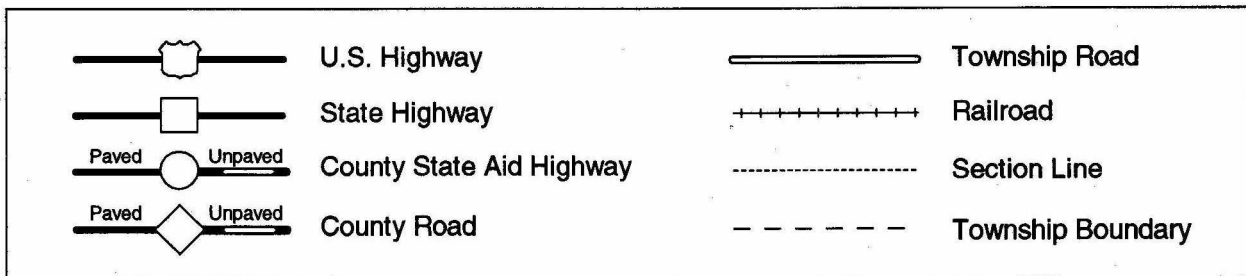 U.S. Highway
State Highway
Paved Unpaved County State Aid Highway
Paved Unpaved County Road
Township Road
Railroad
Section Line
Township Boundary